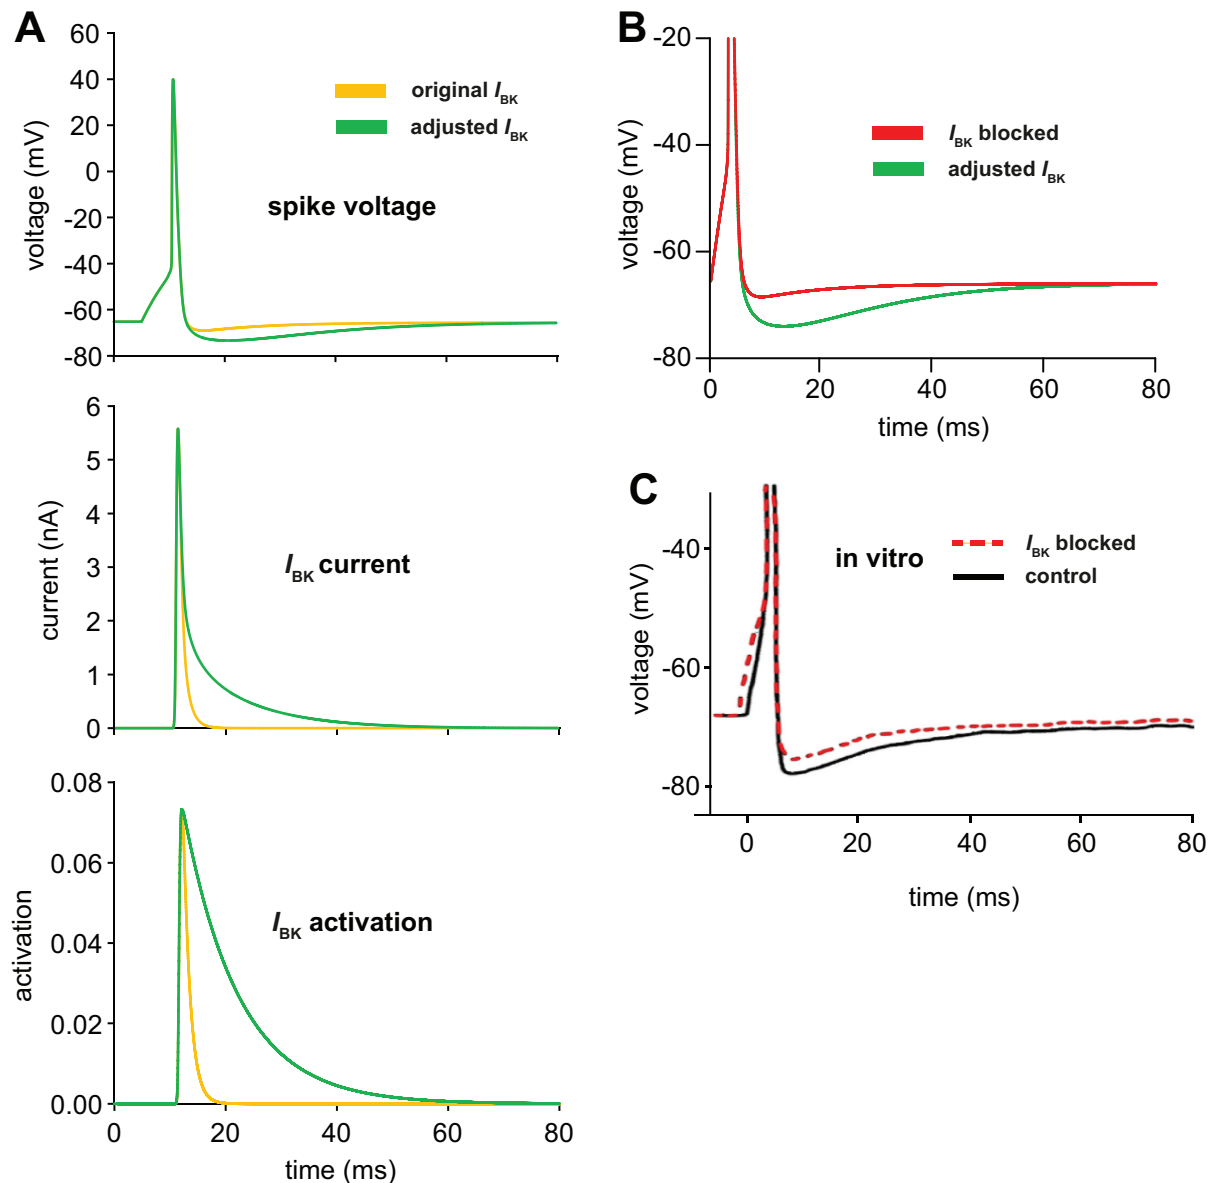 A
60
40
20
0
-20
-40
-60
-80
voltage (mV)
original IBK
adjusted IBK
spike voltage
20
40
60
6
5
4
3
2
1
0
current (nA)
IBK current
0.08
0.06
0.04
0.02
0.00
activation
IBK activation
0
20
40
60
80
time (ms)
B
-20
-40
-60
-80
voltage (mV)
IBK blocked
adjusted IBK
0
20
40
60
80
time (ms)
C
-40
-60
-80
voltage (mV)
in vitro
IBK blocked
control
0
20
40
60
80
time (ms)